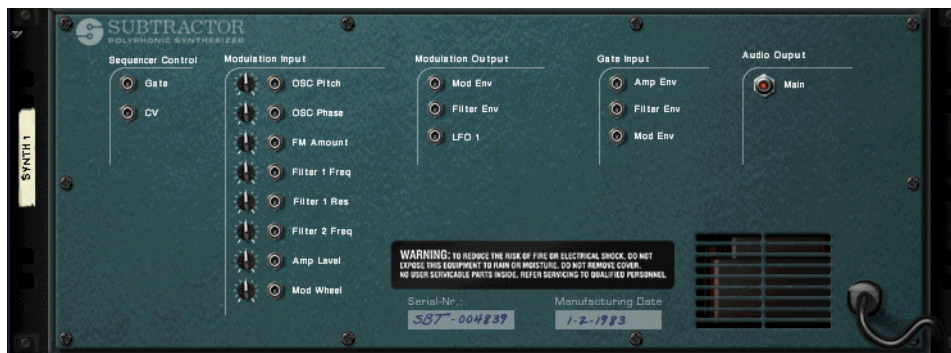 SUBTRACTOR
POLYPHONIC SYNTHESIZER
Sequencer Control
Gate
CV
Modulation Input
OSC Pitch
OSC Phase
FM Amount
Filter 1 Freq
Filter 1 Res
Filter 2 Freq
Amp Level
Mod Wheel
Modulation Output
Mod Env
Filter Env
LFO 1
Gate Input
Amp Env
Filter Env
Mod Env
Audio Ouput
Main
SYNTH 1
WARNING: TO REDUCE THE RISK OF FIRE OR ELECTRICAL SHOCK, DO NOT
EXPOSE THIS EQUIPMENT TO RAIN OR MOISTURE. DO NOT REMOVE COVER.
NO USER SERVICABLE PARTS INSIDE. REFER SERVICING TO QUALIFIED PERSONNEL.
Serial-Nr.:
SBT-004839
Manufacturing Date
1-2-1983